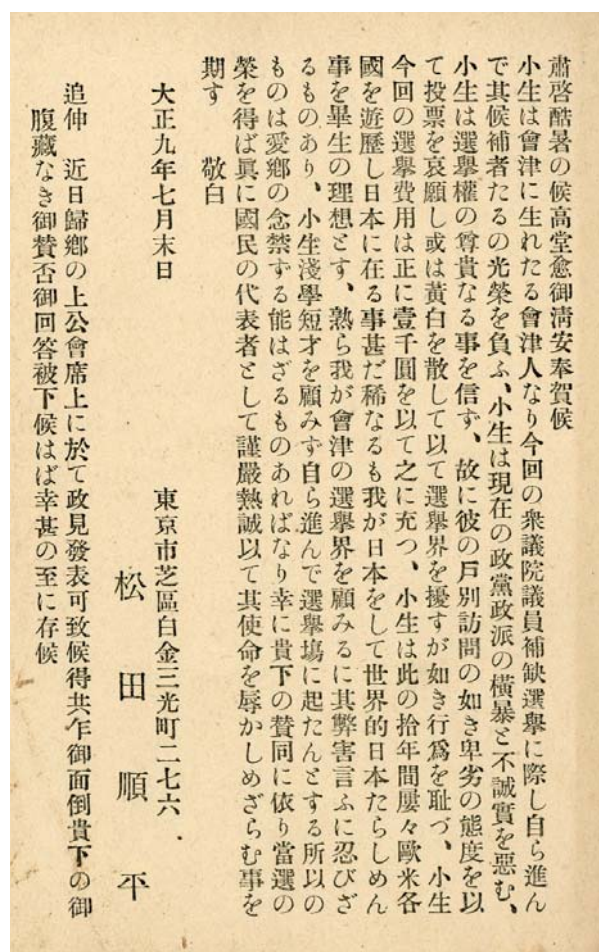 肅啓酷暑の候高堂愈御淸安奉賀候
小生は會津に生れたる會津人なり今回の衆議院議員補缺選擧に際し自ら進ん
で其候補者たるの光榮を負ふ、小生は現在の政黨政派の橫暴と不誠實を惡む、
小生は選擧權の尊貴なる事を信ず、故に彼の戶別訪問の如き卑劣の態度を以
て投票を哀願し或は黃白を散して以て選擧界を擾すが如き行爲を耻づ、小生
今回の選擧費用は正に壹千圓を以て之に充つ、小生は此の拾年間屢々歐米各
國を遊歷し日本に在る事甚だ稀なるも我が日本をして世界的日本たらしめん
事を畢生の理想とす、熟ら我が會津の選擧界を顧みるに其弊害言ふに忍びざ
るものあり、小生淺學短才を顧みず自ら進んで選擧塲に起たんとする所以の
ものは愛鄕の念禁ずる能はざるものあればなり幸に貴下の賛同に依り當選の
榮を得ば眞に國民の代表者として謹嚴熱誠以て其使命を辱かしめざらむ事を
期す　敬白
大正九年七月末日
東京市芝區白金三光町二七六
松田順平
追伸　近日歸鄕の上公會席上に於て政見發表可致候得共乍御面倒貴下の御
腹藏なき御賛否御回答被下候はば幸甚の至に存候